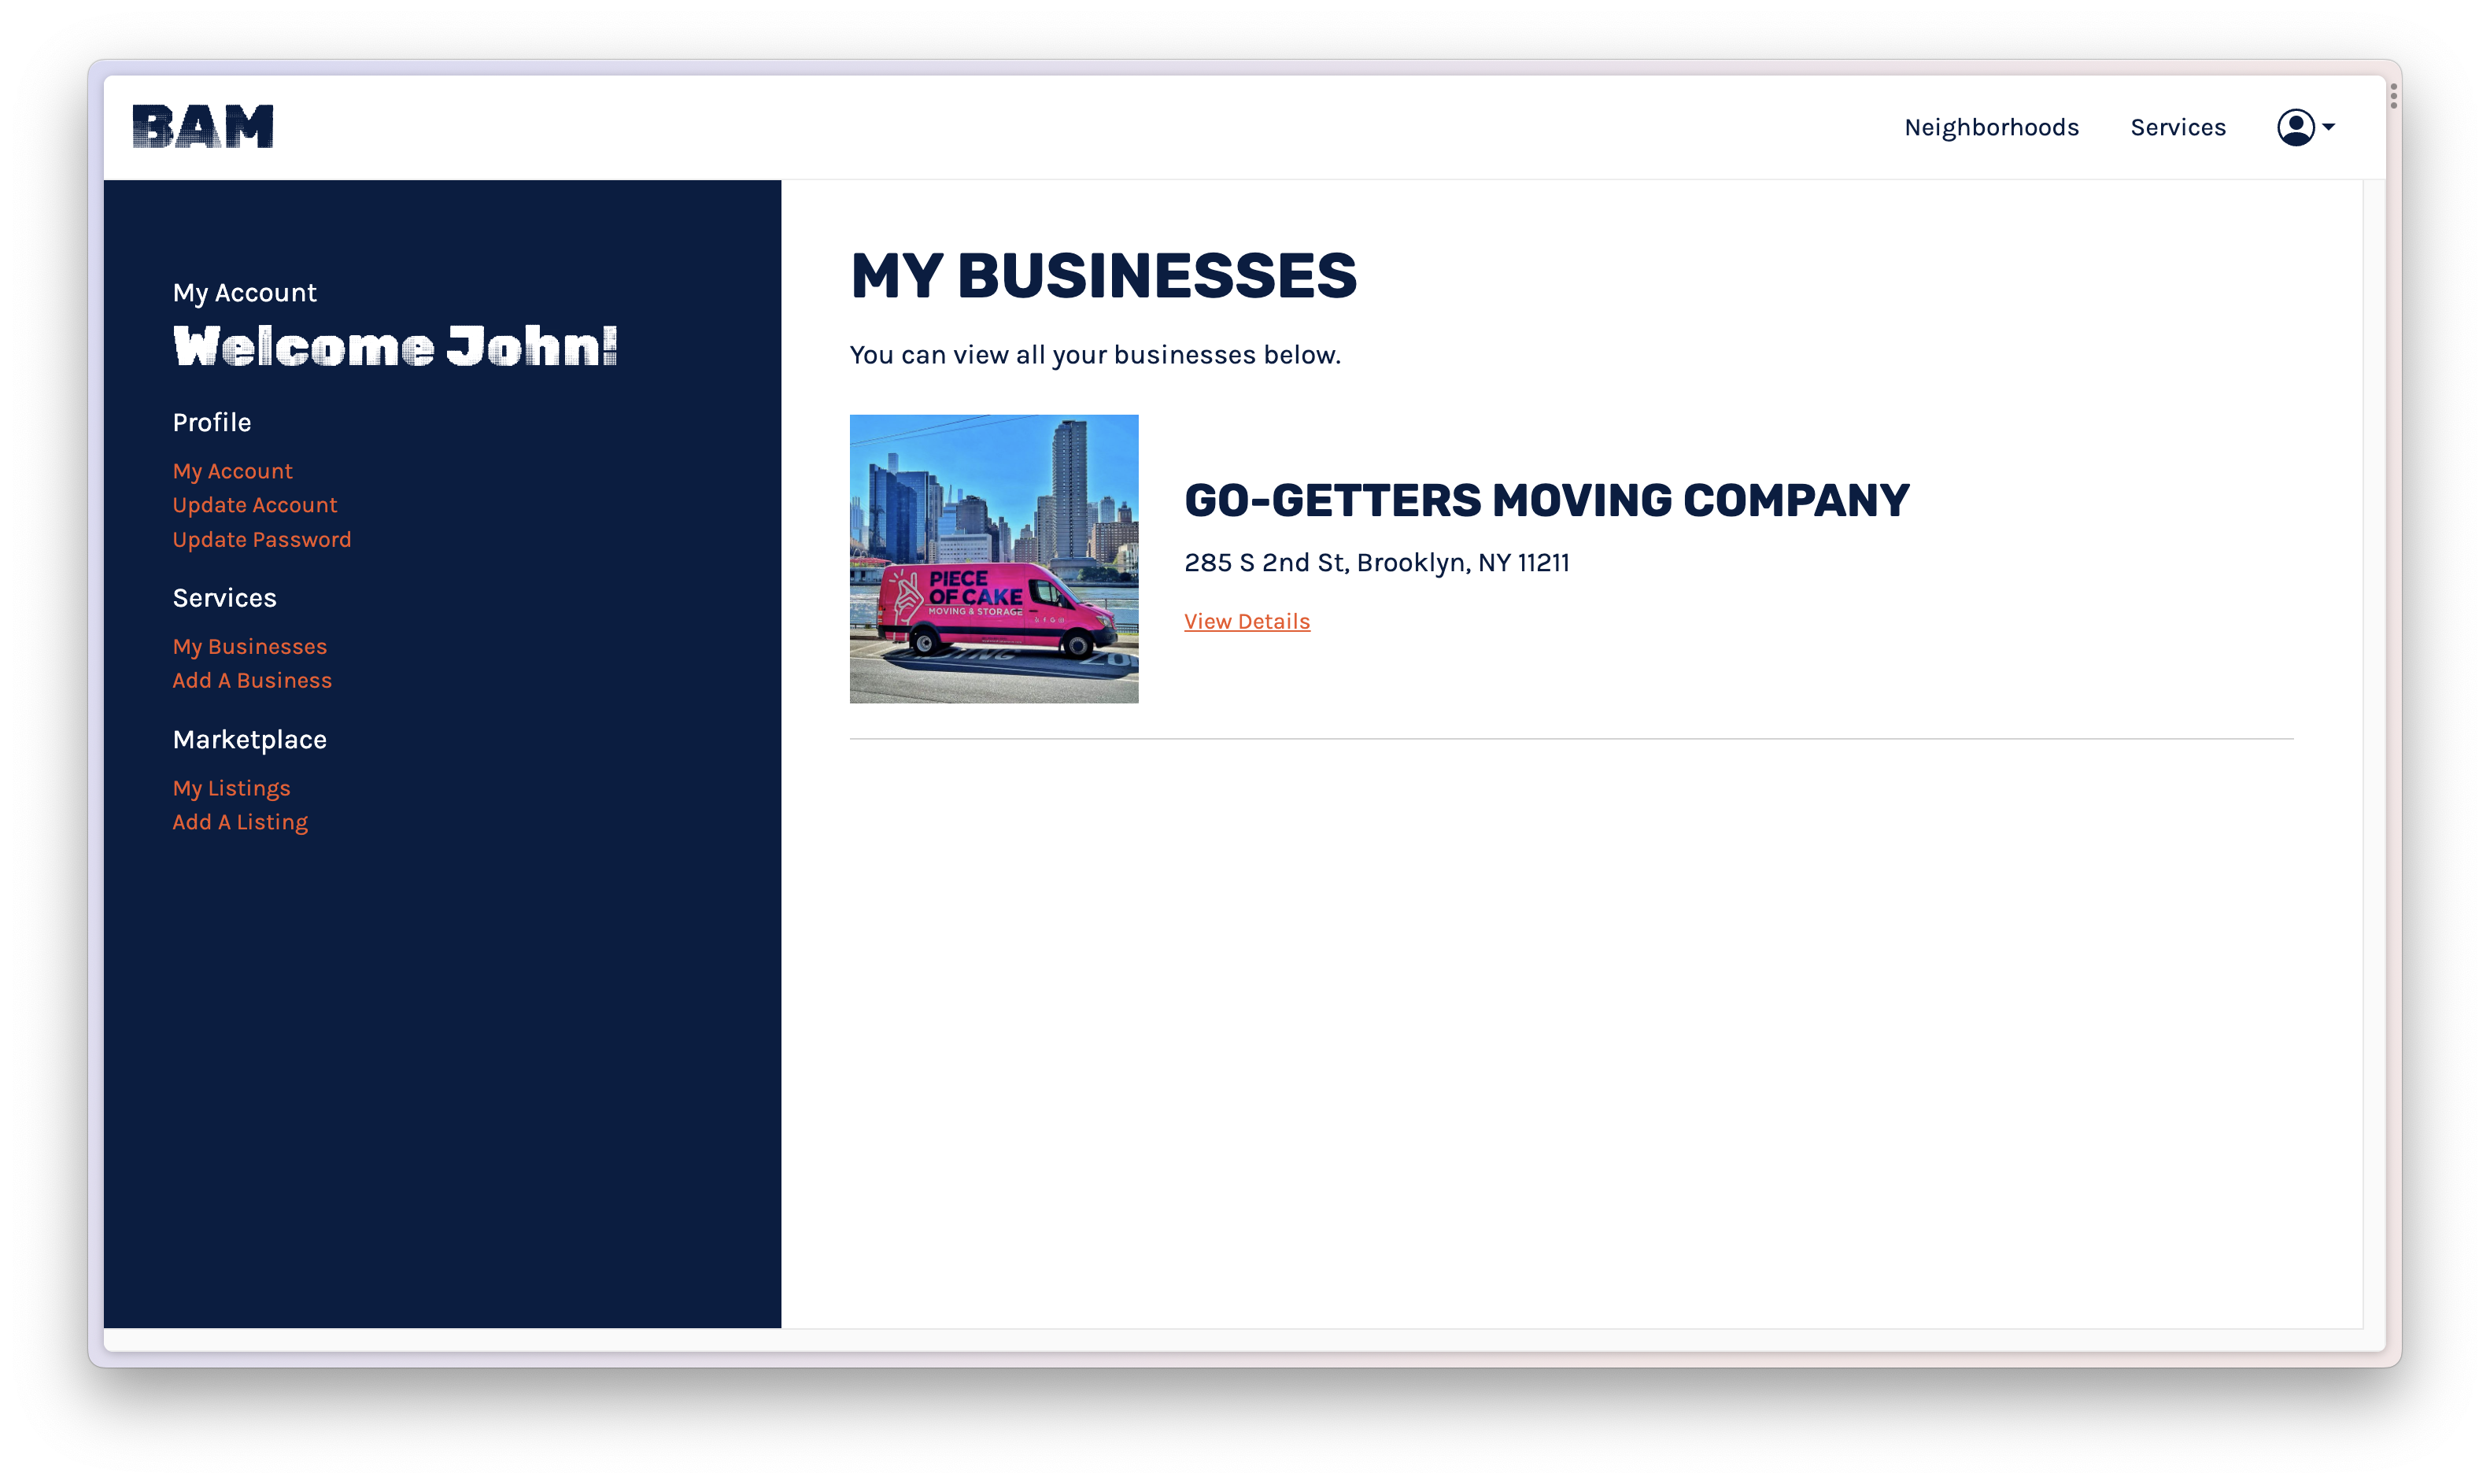 BAM
Neighborhoods
Services
My Account
Welcome John!
Profile
My Account
Update Account
Update Password
Services
My Businesses
Add A Business
Marketplace
My Listings
Add A Listing
MY BUSINESSES
You can view all your businesses below.
PIECE
OF CAKE
MOVING & STORAGE
GO-GETTERS MOVING COMPANY
285 S 2nd St, Brooklyn, NY 11211
View Details